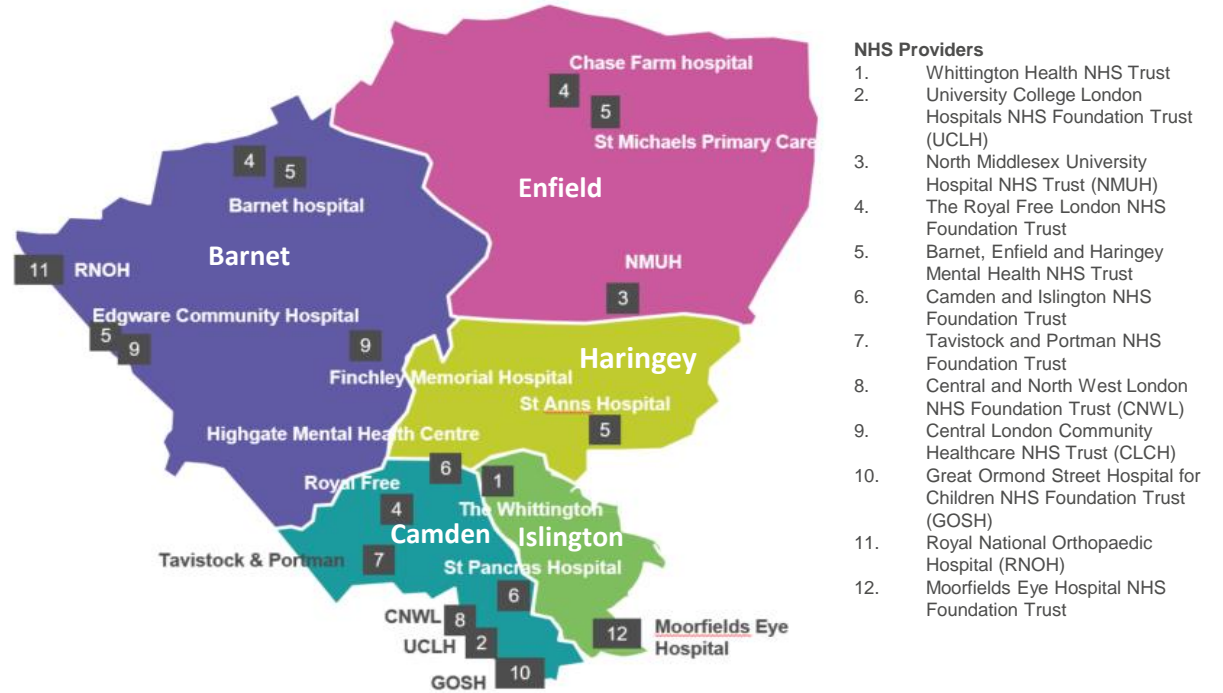 Chase Farm hospital
4
5
St Michaels Primary Care
Enfield
4
5
Barnet hospital
Barnet
11 RNOH
NMUH
3
Edgware Community Hospital
5
9
9
Finchley Memorial Hospital
Haringey
St Anns Hospital
5
Highgate Mental Health Centre
6
Royal Free
1
4
The Whittington
Camden
Islington
Tavistock & Portman
7
St Pancras Hospital
6
CNWL 8
UCLH 2
12
Moorfields Eye
Hospital
GOSH 10
NHS Providers
1. Whittington Health NHS Trust
2. University College London
Hospitals NHS Foundation Trust
(UCLH)
3. North Middlesex University
Hospital NHS Trust (NMUH)
4. The Royal Free London NHS
Foundation Trust
5. Barnet, Enfield and Haringey
Mental Health NHS Trust
6. Camden and Islington NHS
Foundation Trust
7. Tavistock and Portman NHS
Foundation Trust
8. Central and North West London
NHS Foundation Trust (CNWL)
9. Central London Community
Healthcare NHS Trust (CLCH)
10. Great Ormond Street Hospital for
Children NHS Foundation Trust
(GOSH)
11. Royal National Orthopaedic
Hospital (RNOH)
12. Moorfields Eye Hospital NHS
Foundation Trust